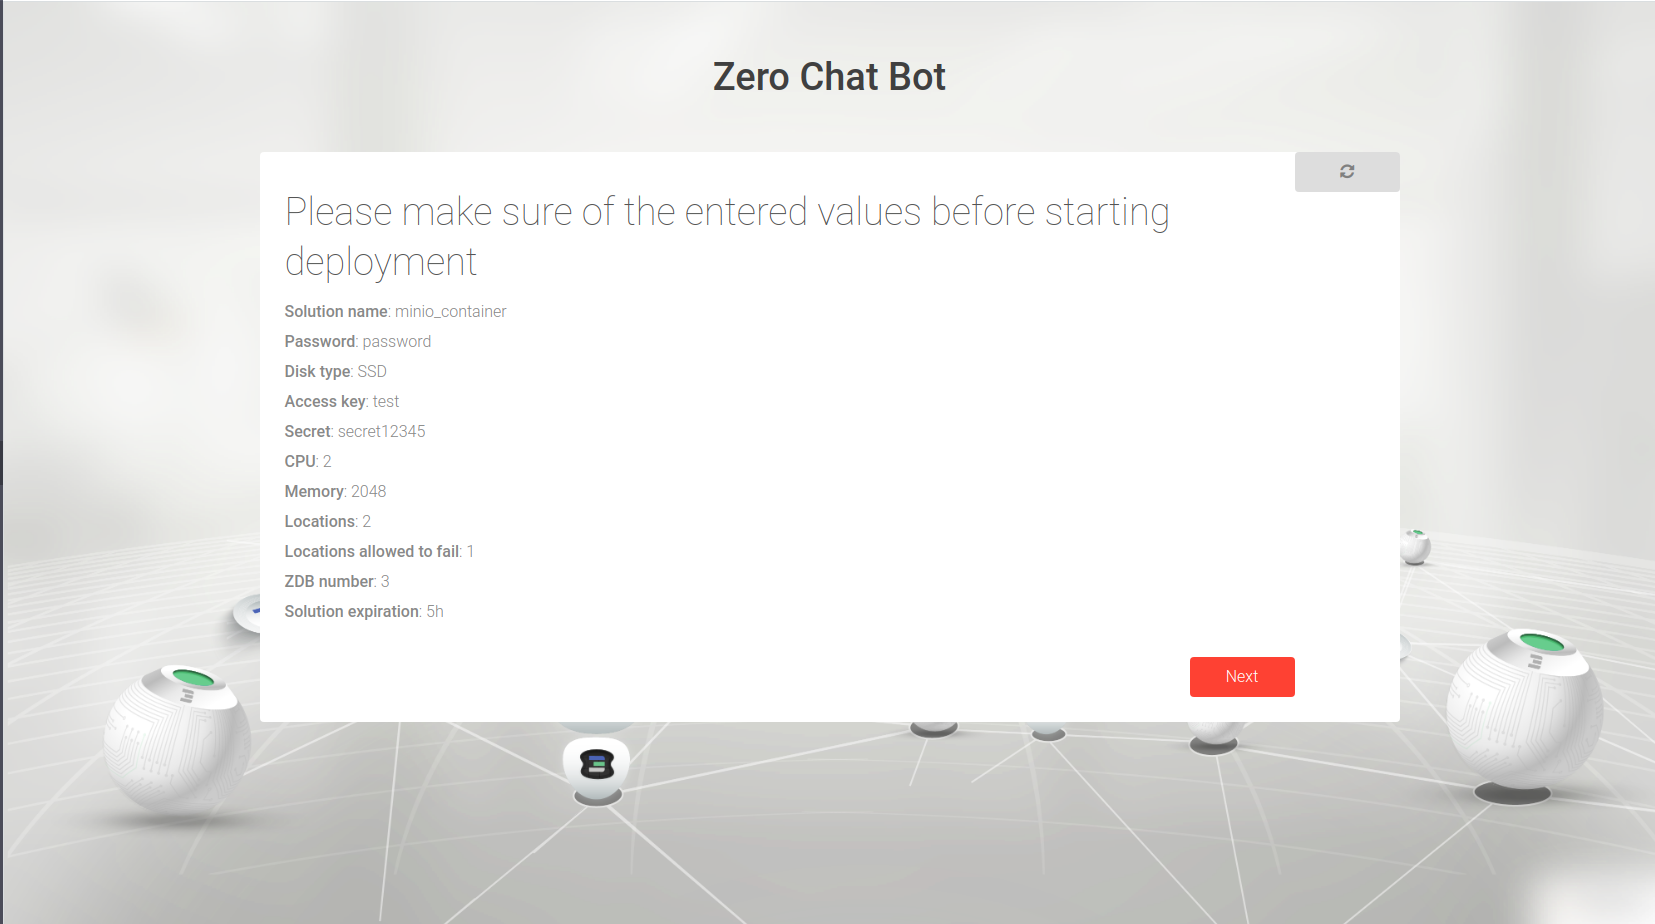 Zero Chat Bot
Please make sure of the entered values before starting
deployment
Solution name: minio_container
Password: password
Disk type: SSD
Access key: test
Secret: secret12345
CPU: 2
Memory: 2048
Locations: 2
Locations allowed to fail: 1
ZDB number: 3
Solution expiration: 5h
Next